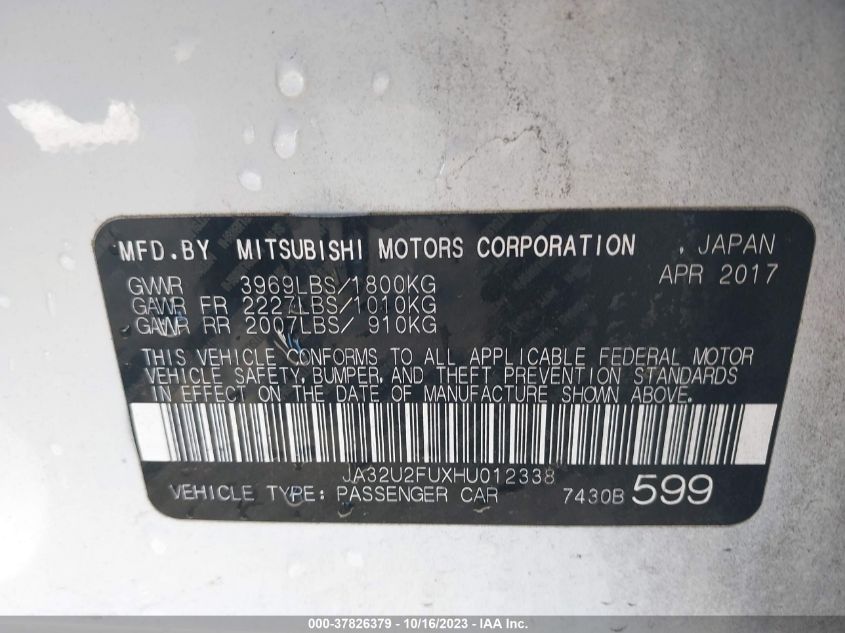 MFD.BY MITSUBISHI MOTORS CORPORATION , JAPAN
APR 2017
GVWR 3969LBS/1800KG
GAWR FR 2227LBS/1010KG
GAWR RR 2007LBS/ 910KG
THIS VEHICLE CONFORMS TO ALL APPLICABLE FEDERAL MOTOR
VEHICLE SAFETY, BUMPER, AND THEFT PREVENTION STANDARDS
IN EFFECT ON THE DATE OF MANUFACTURE SHOWN ABOVE.
JA32U2FUXHU012338
VEHICLE TYPE: PASSENGER CAR 7430B 599
000-37826379 - 10/16/2023 - IAA Inc.